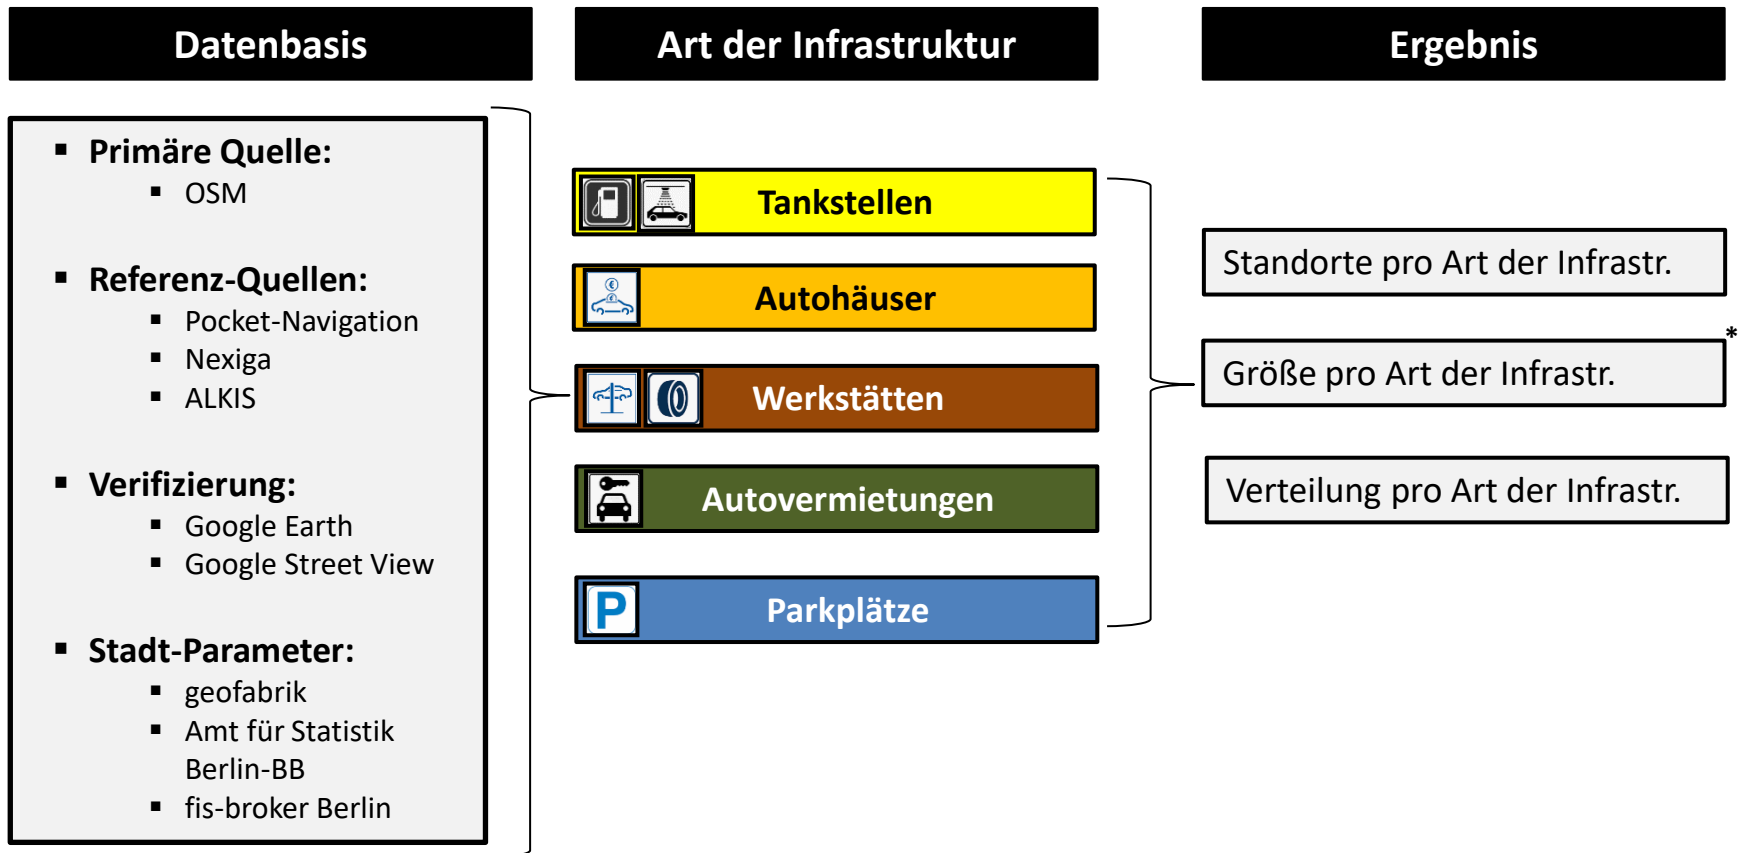 Datenbasis
▪ Primäre Quelle:
▪ OSM
▪ Referenz-Quellen:
▪ Pocket-Navigation
▪ Nexiga
▪ ALKIS
▪ Verifizierung:
▪ Google Earth
▪ Google Street View
▪ Stadt-Parameter:
▪ geofabrik
▪ Amt für Statistik
Berlin-BB
▪ fis-broker Berlin
Art der Infrastruktur
Tankstellen
€
€
Autohäuser
Werkstätten
Autovermietungen
P
Parkplätze
Ergebnis
Standorte pro Art der Infrastr.
*
Größe pro Art der Infrastr.
Verteilung pro Art der Infrastr.